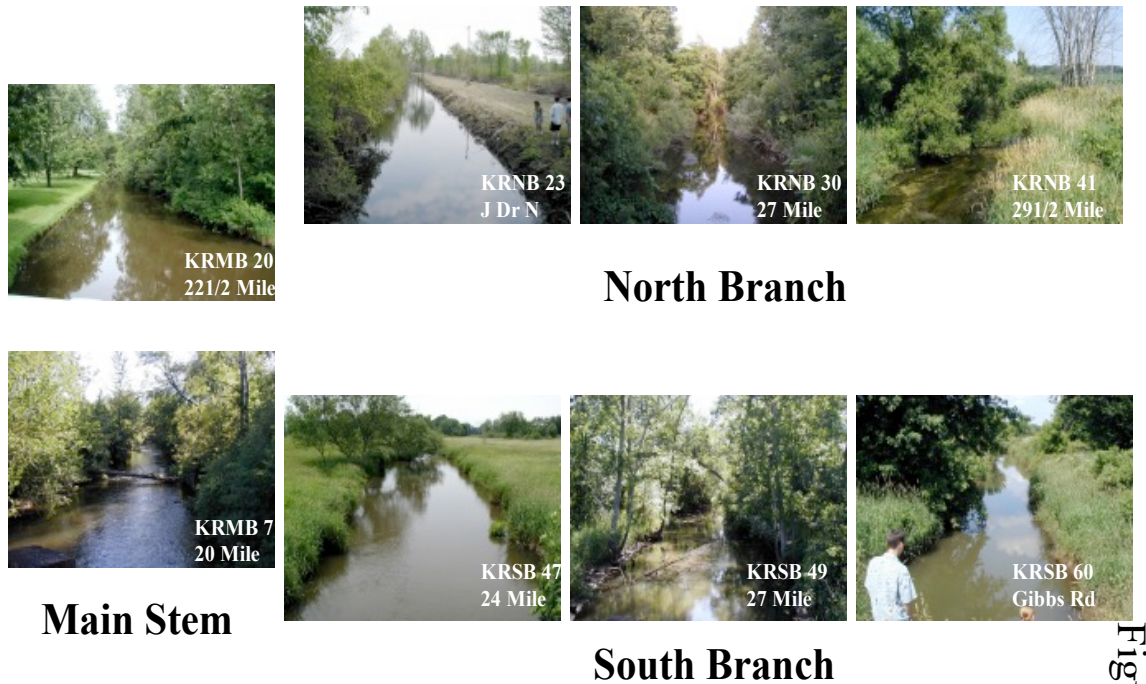 KRNB 23
J Dr N
KRNB 30
27 Mile
KRNB 41
291/2 Mile
North Branch
KRMB 20
221/2 Mile
KRMB 7
20 Mile
Main Stem
KRSB 47
24 Mile
KRSB 49
27 Mile
KRSB 60
Gibbs Rd
South Branch
Fig